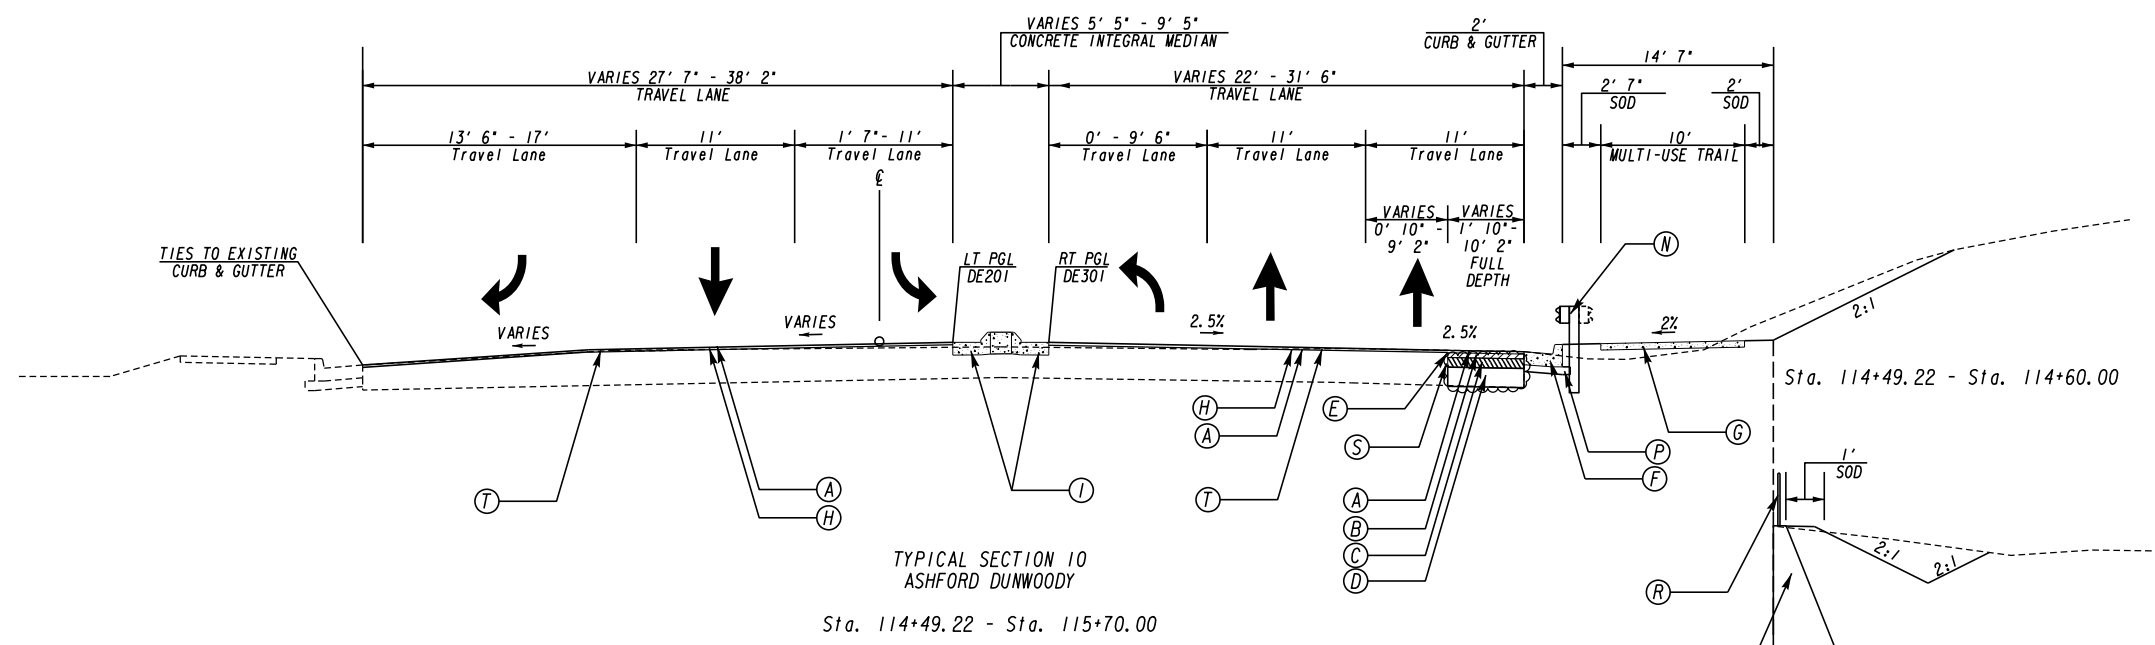 VARIES 5' 5" - 9' 5"
CONCRETE INTEGRAL MEDIAN
2'
CURB & GUTTER
14' 7"
VARIES 27' 7" - 38' 2"
TRAVEL LANE
VARIES 22' - 31' 6"
TRAVEL LANE
2' 7"
SOD
2'
SOD
13' 6" - 17'
Travel Lane
11'
Travel Lane
1' 7"- 11'
Travel Lane
0' - 9' 6"
Travel Lane
11'
Travel Lane
11'
Travel Lane
10'
MULTI-USE TRAIL
℄
VARIES
0' 10" -
9' 2"
VARIES
1' 10"-
10' 2"
FULL
DEPTH
N
TIES TO EXISTING
CURB & GUTTER
LT PGL
DE201
RT PGL
DE301
VARIES
VARIES
2.5%
2.5%
2%
2:1
Sta. 114+49.22 - Sta. 114+60.00
H
A
E
S
G
P
F
T
A
H
I
T
A
B
C
D
1'
SOD
R
2:1
2:1
TYPICAL SECTION 10
ASHFORD DUNWOODY
Sta. 114+49.22 - Sta. 115+70.00